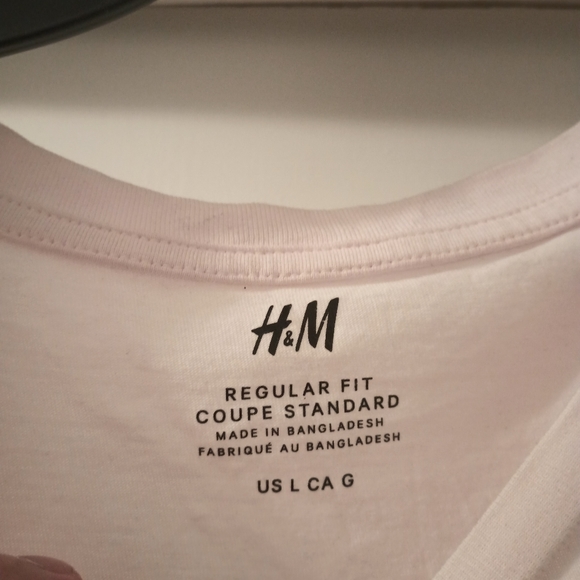 H&M
REGULAR FIT
COUPE STANDARD
MADE IN BANGLADESH
FABRIQUÉ AU BANGLADESH
US L CA G